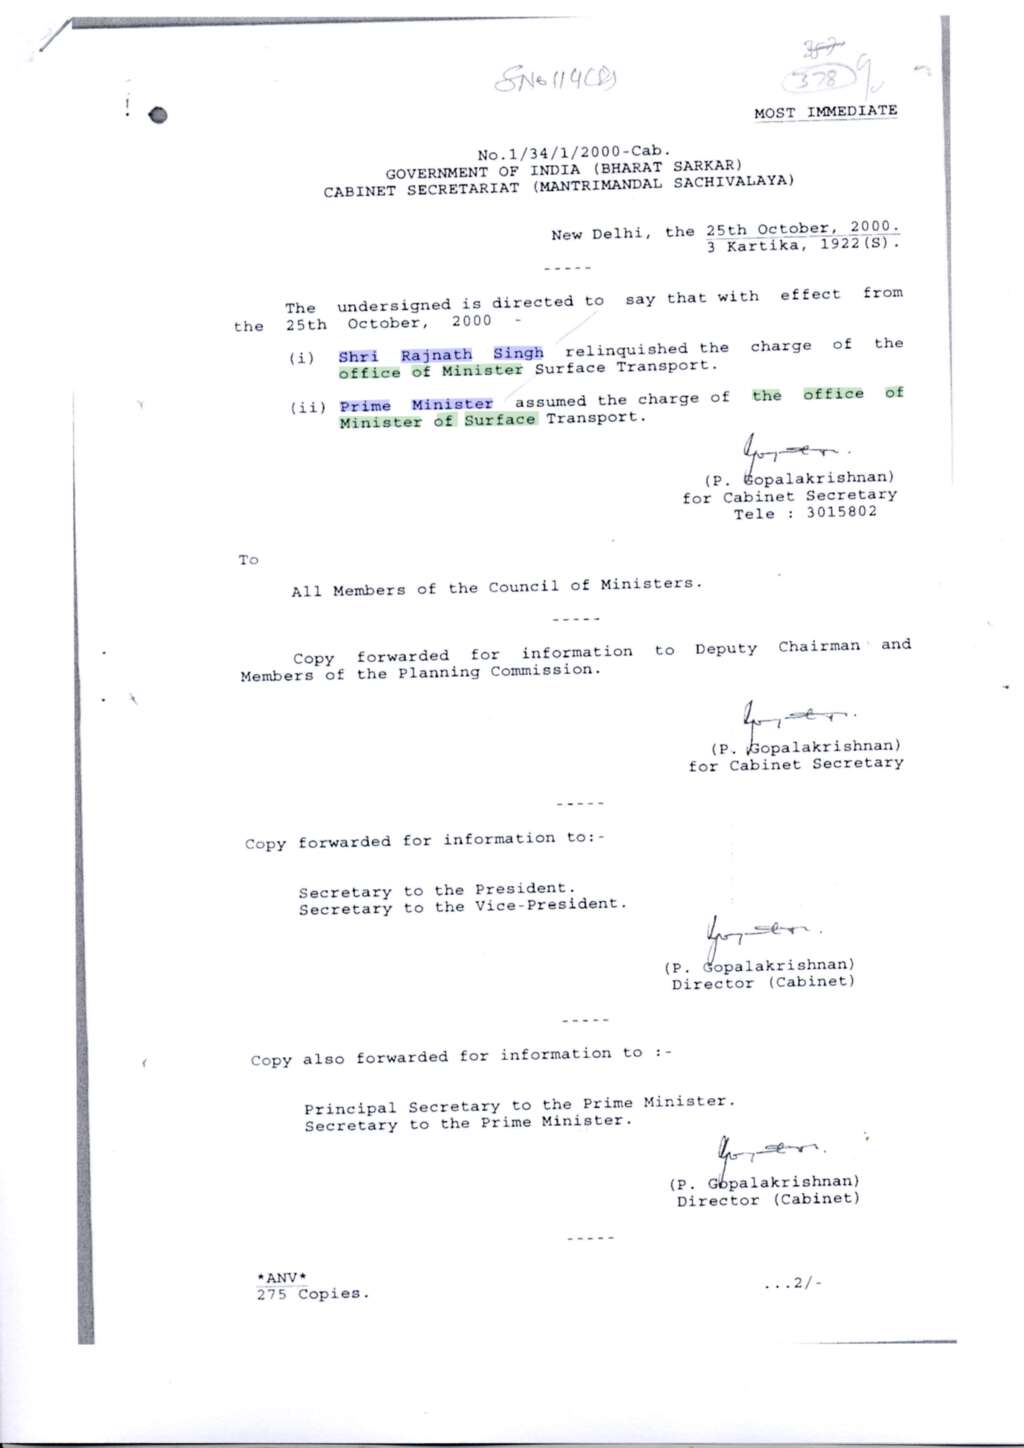 SNo 114(B)
378
MOST IMMEDIATE
No.1/34/1/2000-Cab.
GOVERNMENT OF INDIA (BHARAT SARKAR)
CABINET SECRETARIAT (MANTRIMANDAL SACHIVALAYA)
New Delhi, the 25th October, 2000.
3 Kartika, 1922(S).
-----
The undersigned is directed to say that with effect from
the 25th October, 2000 -
(i) Shri Rajnath Singh relinquished the charge of the
office of Minister Surface Transport.
(ii) Prime Minister assumed the charge of the office of
Minister of Surface Transport.
(P. Gopalakrishnan)
for Cabinet Secretary
Tele : 3015802
To
All Members of the Council of Ministers.
-----
Copy forwarded for information to Deputy Chairman and
Members of the Planning Commission.
(P. Gopalakrishnan)
for Cabinet Secretary
-----
Copy forwarded for information to:-
Secretary to the President.
Secretary to the Vice-President.
(P. Gopalakrishnan)
Director (Cabinet)
-----
Copy also forwarded for information to :-
Principal Secretary to the Prime Minister.
Secretary to the Prime Minister.
(P. Gopalakrishnan)
Director (Cabinet)
-----
*ANV*
275 Copies.
...2/-